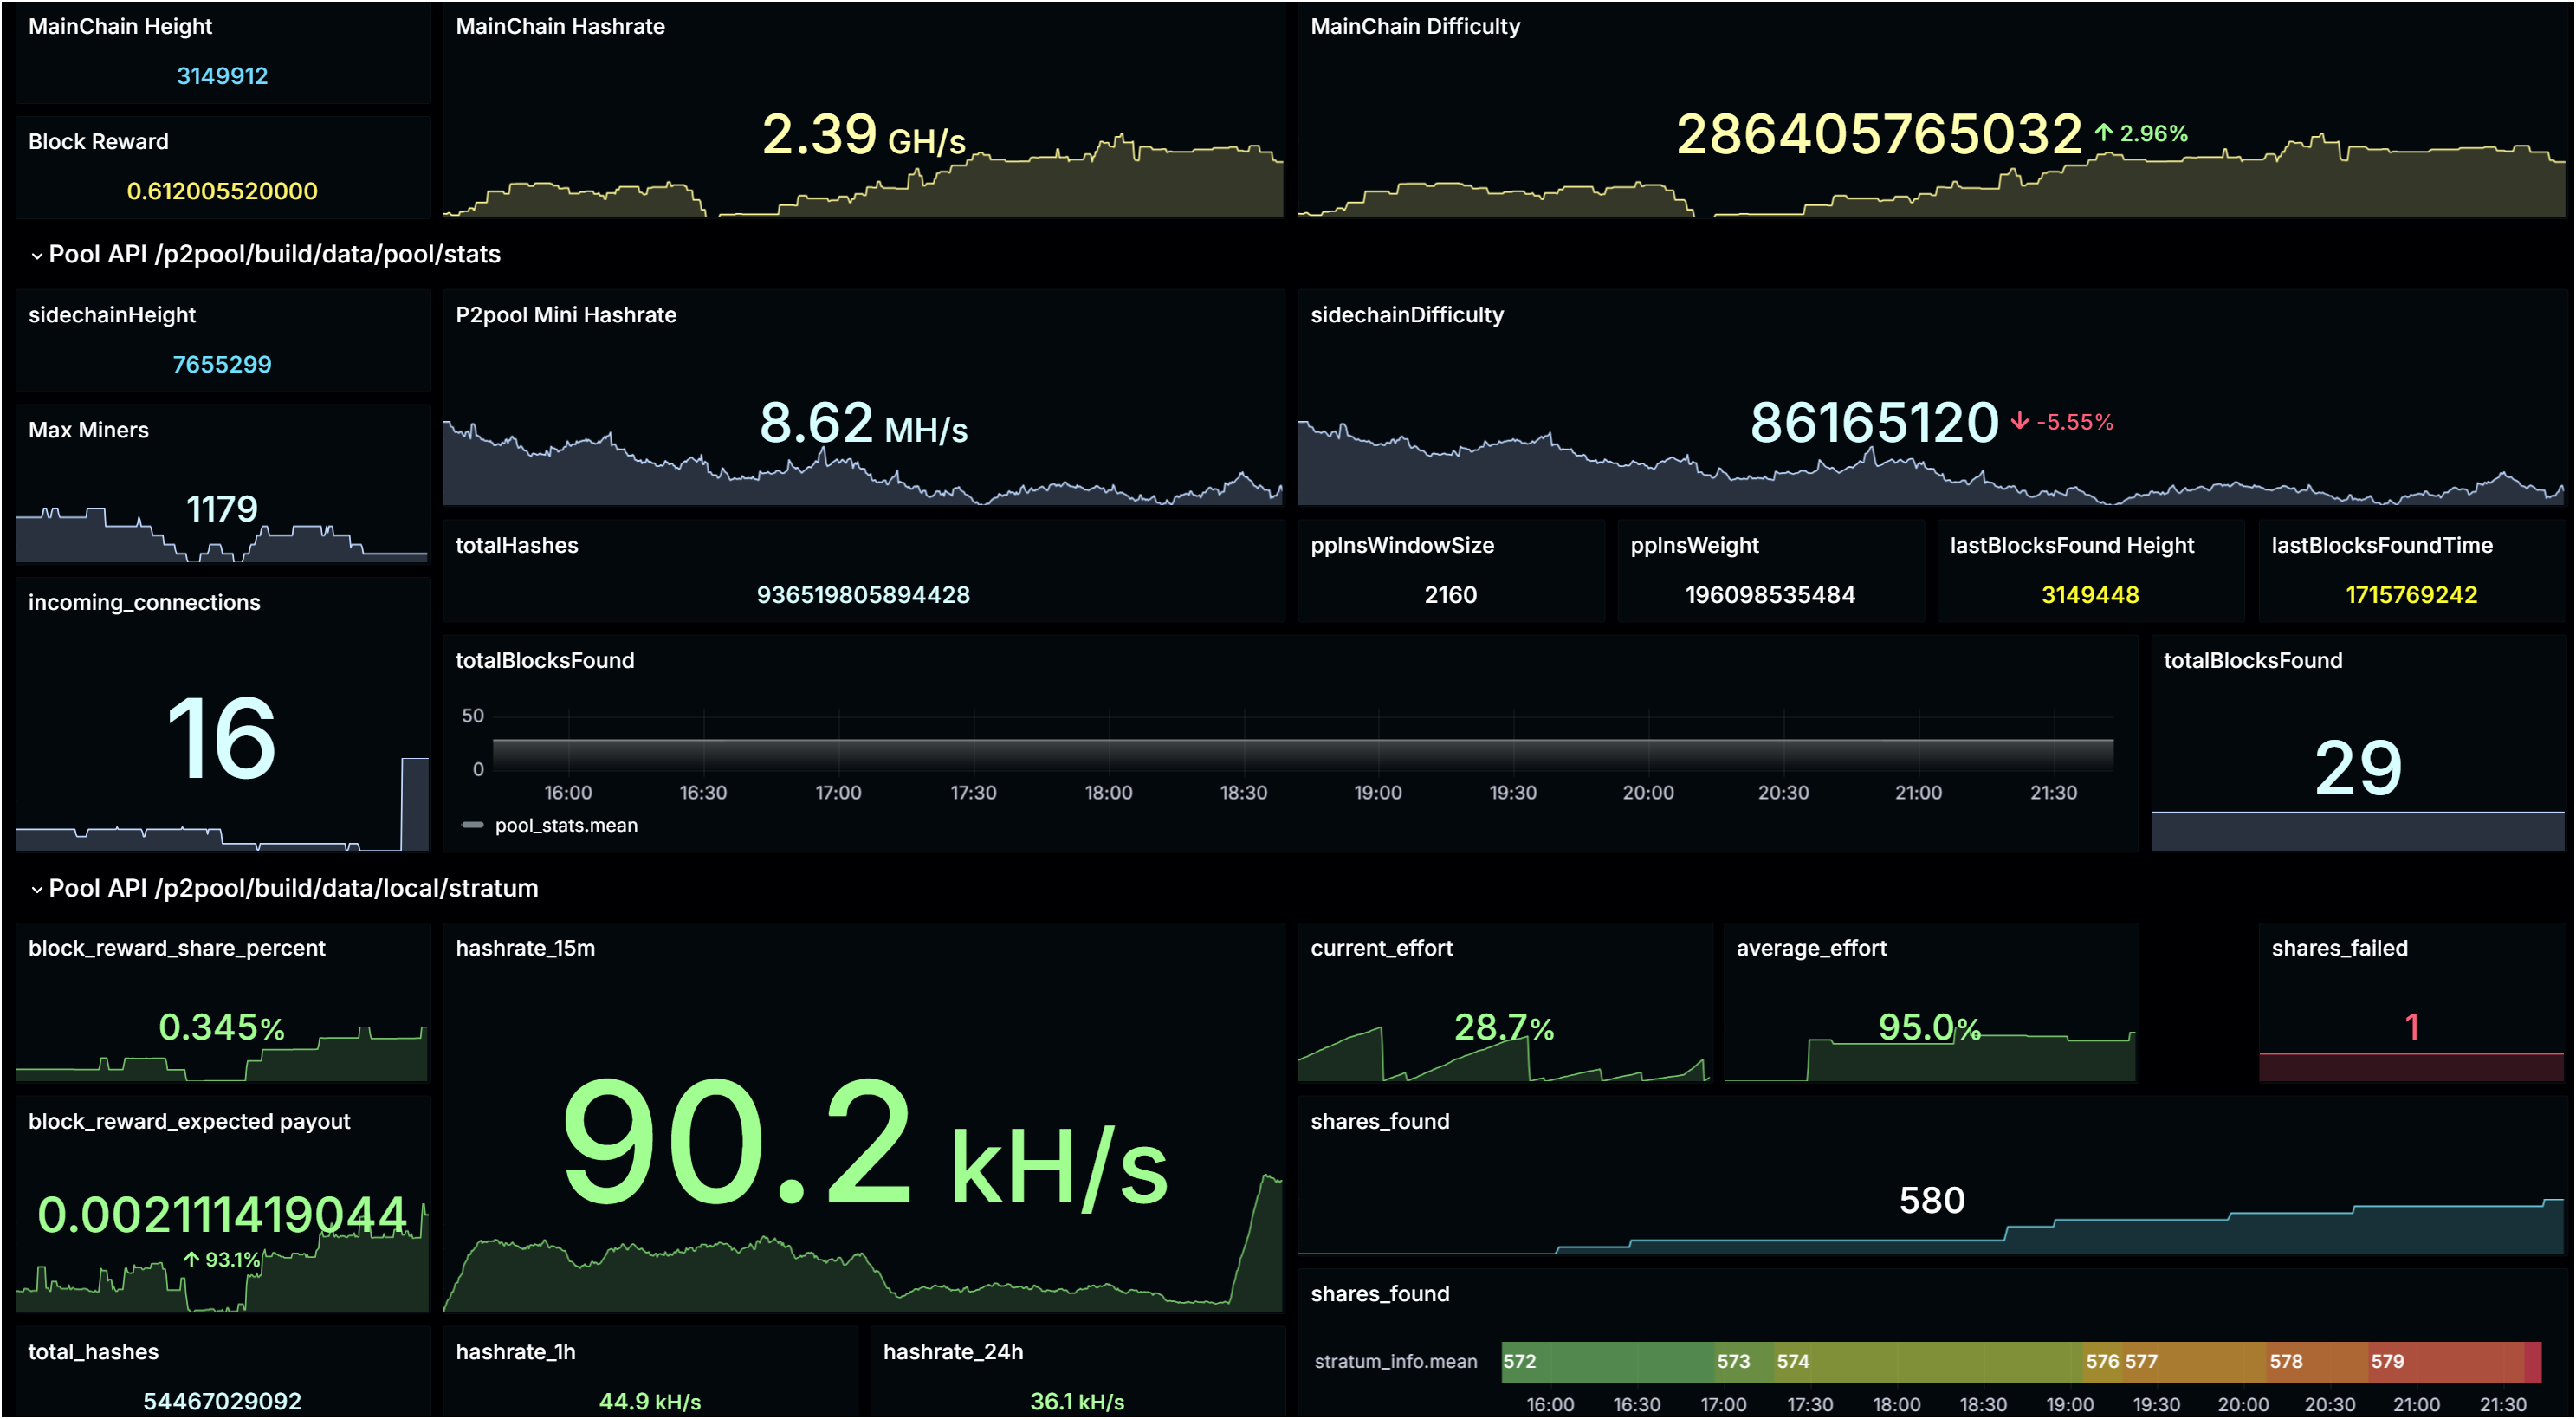 MainChain Height
3149912
MainChain Hashrate
2.39 GH/s
MainChain Difficulty
286405765032 ↑ 2.96%
Block Reward
0.612005520000
Pool API /p2pool/build/data/pool/stats
sidechainHeight
7655299
P2pool Mini Hashrate
8.62 MH/s
sidechainDifficulty
86165120 ↓ -5.55%
Max Miners
1179
totalHashes
936519805894428
pplnsWindowSize
2160
pplnsWeight
196098535484
lastBlocksFound Height
3149448
lastBlocksFoundTime
1715769242
incoming_connections
16
totalBlocksFound
50
0
16:00 16:30 17:00 17:30 18:00 18:30 19:00 19:30 20:00 20:30 21:00 21:30
pool_stats.mean
totalBlocksFound
29
Pool API /p2pool/build/data/local/stratum
block_reward_share_percent
0.345%
hashrate_15m
90.2 kH/s
current_effort
28.7%
average_effort
95.0%
shares_failed
1
block_reward_expected payout
0.002111419044
↑ 93.1%
shares_found
580
shares_found
stratum_info.mean 572 573 574 576 577 578 579
16:00 16:30 17:00 17:30 18:00 18:30 19:00 19:30 20:00 20:30 21:00 21:30
total_hashes
54467029092
hashrate_1h
44.9 kH/s
hashrate_24h
36.1 kH/s